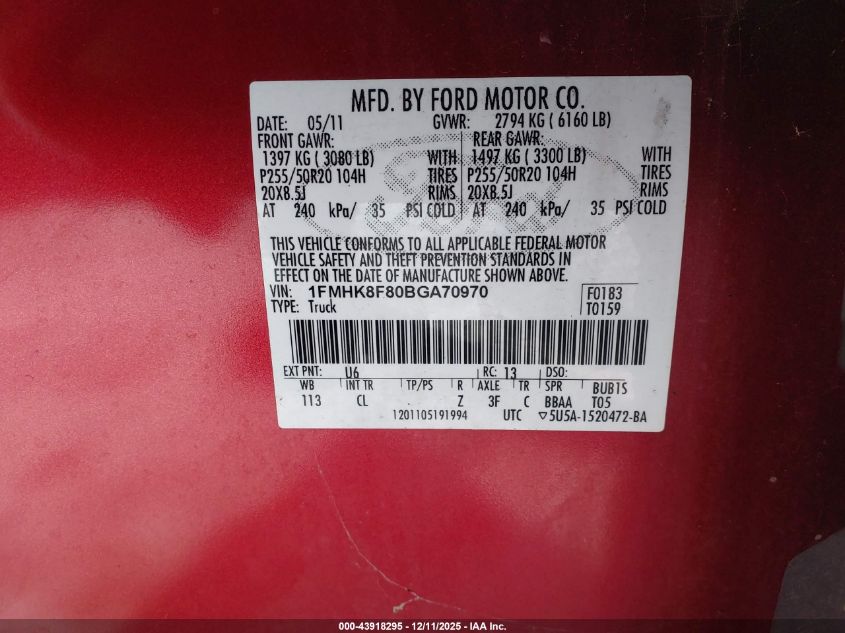 MFD. BY FORD MOTOR CO.
DATE: 05/11 GVWR: 2794 KG ( 6160 LB)
FRONT GAWR: REAR GAWR:
1397 KG ( 3080 LB) WITH 1497 KG ( 3300 LB) WITH
P255/50R20 104H TIRES P255/50R20 104H TIRES
20X8.5J RIMS 20X8.5J RIMS
AT 240 kPa/ 35 PSI COLD AT 240 kPa/ 35 PSI COLD
THIS VEHICLE CONFORMS TO ALL APPLICABLE FEDERAL MOTOR
VEHICLE SAFETY AND THEFT PREVENTION STANDARDS IN
EFFECT ON THE DATE OF MANUFACTURE SHOWN ABOVE.
VIN: 1FMHK8F80BGA70970 F0183
TYPE: Truck T0159
EXT PNT: U6 RC: 13 DSO:
WB INT TR TP/PS R AXLE TR SPR BUB1S
113 CL Z 3F C BBAA T05
1201105191994 UTC ▽5U5A-1520472-BA
000-43918295 - 12/11/2025 - IAA Inc.